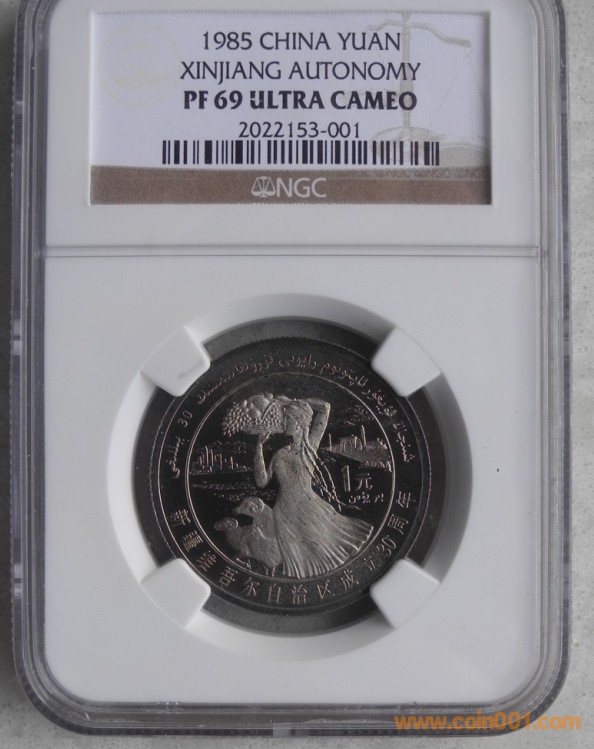 1985 CHINA YUAN
XINJIANG AUTONOMY
PF 69 ULTRA CAMEO
2022153-001
NGC
30
1元
新疆维吾尔自治区成立30周年
www.coin001.com